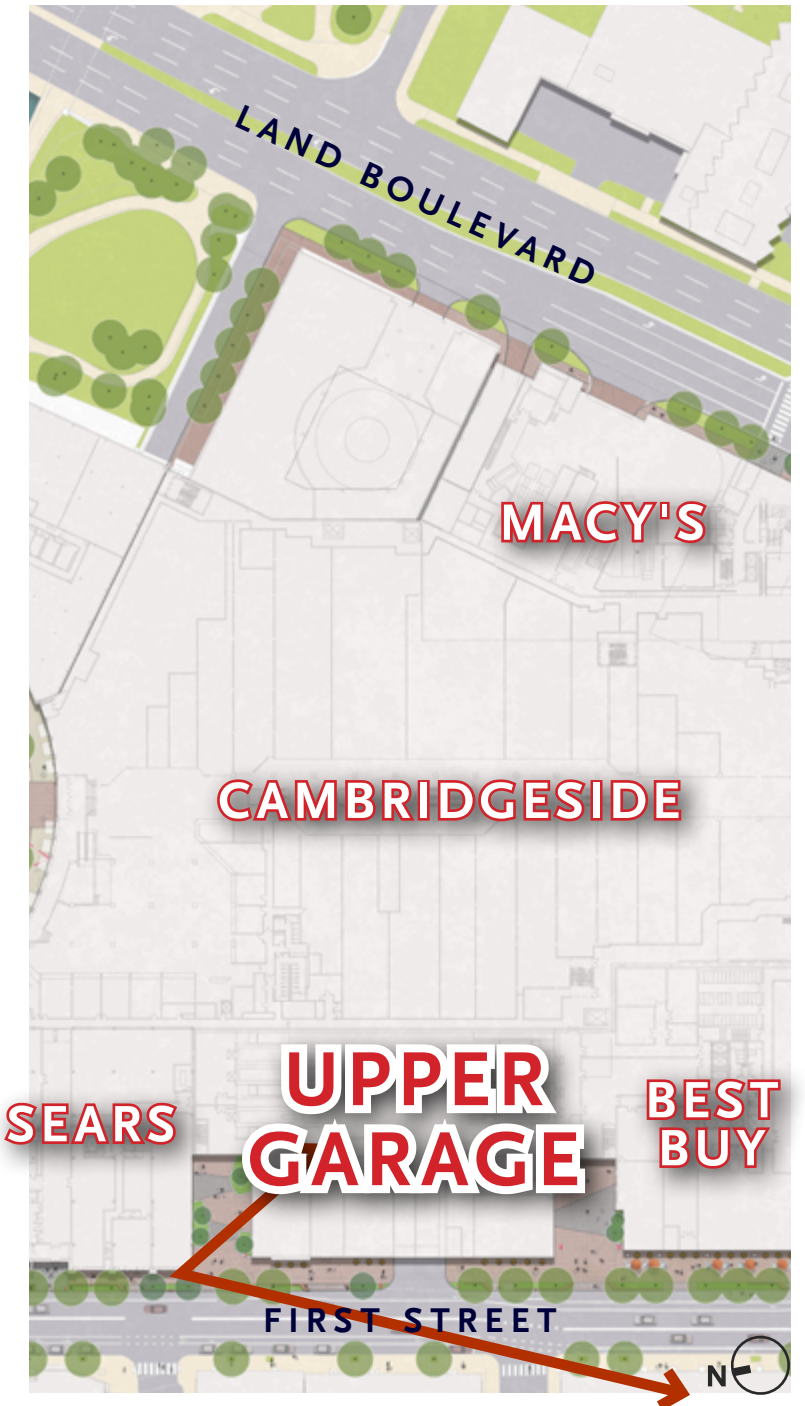 LAND BOULEVARD
MACY'S
CAMBRIDGESIDE
UPPER
GARAGE
SEARS
BEST
BUY
FIRST STREET
N